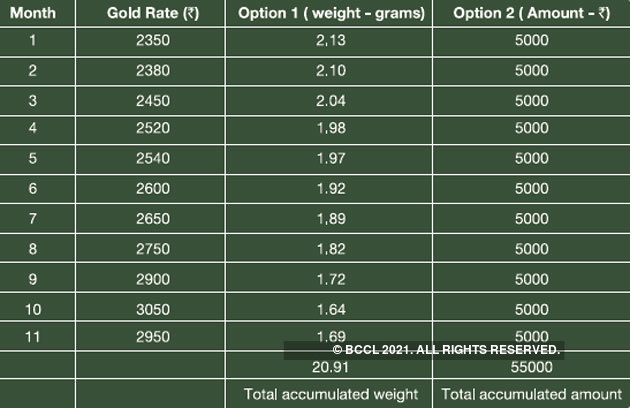 Month Gold Rate (₹) Option 1 ( weight - grams) Option 2 ( Amount - ₹)
1 2350 2,13 5000
2 2380 2.10 5000
3 2450 2.04 5000
4 2520 1,98 5000
5 2540 1.97 5000
6 2600 1.92 5000
7 2650 1,89 5000
8 2750 1,82 5000
9 2900 1.72 5000
10 3050 1.64 5000
11 2950 1.69 5000
© BCCL 2021. ALL RIGHTS RESERVED.
20.91 55000
Total accumulated weight Total accumulated amount